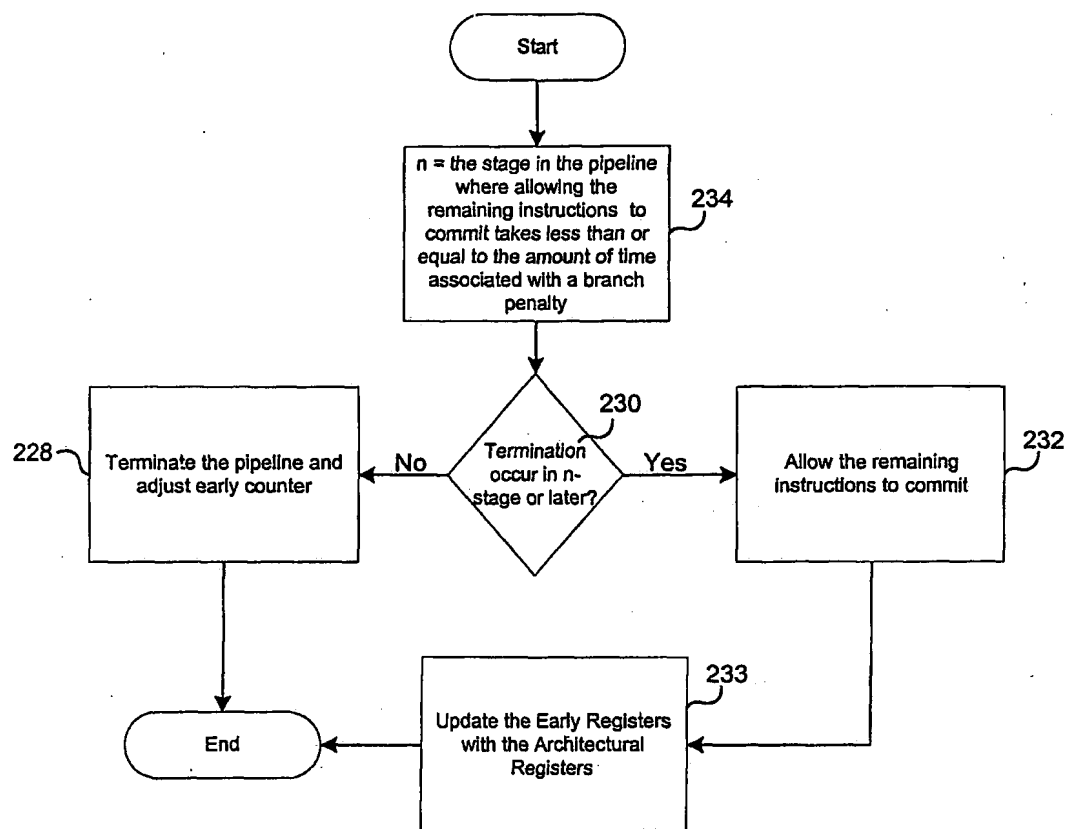 Start
n = the stage in the pipeline
where allowing the
remaining instructions to
commit takes less than or
equal to the amount of time
associated with a branch
penalty
234
230
Termination
occur in n-
stage or later?
No
Yes
228
Terminate the pipeline and
adjust early counter
Allow the remaining
instructions to commit
232
233
Update the Early Registers
with the Architectural
Registers
End